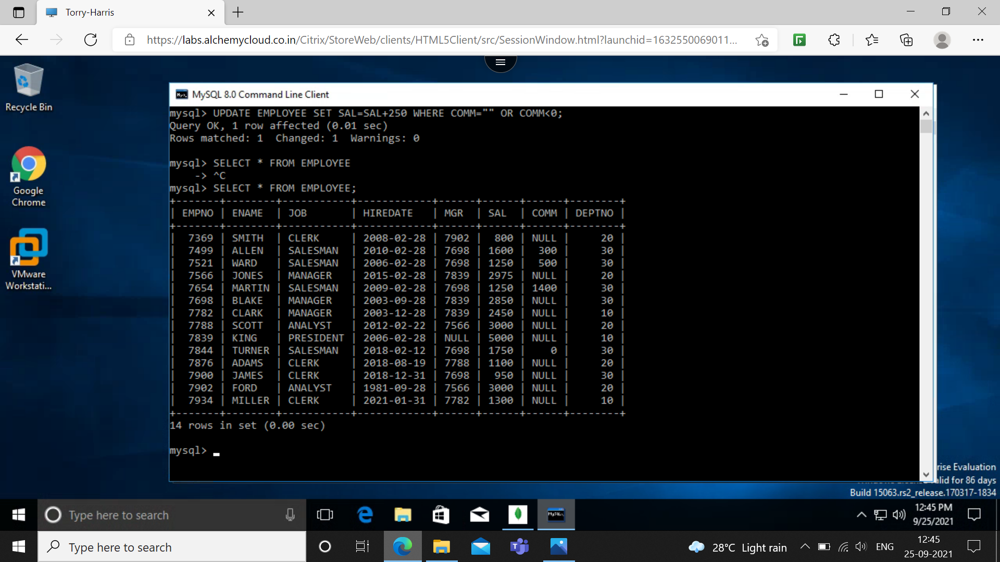 Torry-Harris
https://labs.alchemycloud.co.in/Citrix/StoreWeb/clients/HTML5Client/src/SessionWindow.html?launchid=1632550069011...
Recycle Bin
Google
Chrome
VMware
Workstati...
MySQL 8.0 Command Line Client
mysql> UPDATE EMPLOYEE SET SAL=SAL+250 WHERE COMM="" OR COMM<0;
Query OK, 1 row affected (0.01 sec)
Rows matched: 1  Changed: 1  Warnings: 0
mysql> SELECT * FROM EMPLOYEE
    -> ^C
mysql> SELECT * FROM EMPLOYEE;
+-------+--------+-----------+------------+------+------+------+--------+
| EMPNO | ENAME  | JOB       | HIREDATE   | MGR  | SAL  | COMM | DEPTNO |
+-------+--------+-----------+------------+------+------+------+--------+
|  7369 | SMITH  | CLERK     | 2008-02-28 | 7902 |  800 | NULL |     20 |
|  7499 | ALLEN  | SALESMAN  | 2010-02-28 | 7698 | 1600 |  300 |     30 |
|  7521 | WARD   | SALESMAN  | 2006-02-28 | 7698 | 1250 |  500 |     30 |
|  7566 | JONES  | MANAGER   | 2015-02-28 | 7839 | 2975 | NULL |     20 |
|  7654 | MARTIN | SALESMAN  | 2009-02-28 | 7698 | 1250 | 1400 |     30 |
|  7698 | BLAKE  | MANAGER   | 2003-09-28 | 7839 | 2850 | NULL |     30 |
|  7782 | CLARK  | MANAGER   | 2003-12-28 | 7839 | 2450 | NULL |     10 |
|  7788 | SCOTT  | ANALYST   | 2012-02-22 | 7566 | 3000 | NULL |     20 |
|  7839 | KING   | PRESIDENT | 2006-02-28 | NULL | 5000 | NULL |     10 |
|  7844 | TURNER | SALESMAN  | 2018-02-12 | 7698 | 1750 |    0 |     30 |
|  7876 | ADAMS  | CLERK     | 2018-08-19 | 7788 | 1100 | NULL |     20 |
|  7900 | JAMES  | CLERK     | 2018-12-31 | 7698 |  950 | NULL |     30 |
|  7902 | FORD   | ANALYST   | 1981-09-28 | 7566 | 3000 | NULL |     20 |
|  7934 | MILLER | CLERK     | 2021-01-31 | 7782 | 1300 | NULL |     10 |
+-------+--------+-----------+------------+------+------+------+--------+
14 rows in set (0.00 sec)
mysql>
rise Evaluation
alid for 86 days
Build 15063.rs2_release.170317-1834
Type here to search
12:45 PM
9/25/2021
Type here to search
28°C Light rain
ENG
12:45
25-09-2021